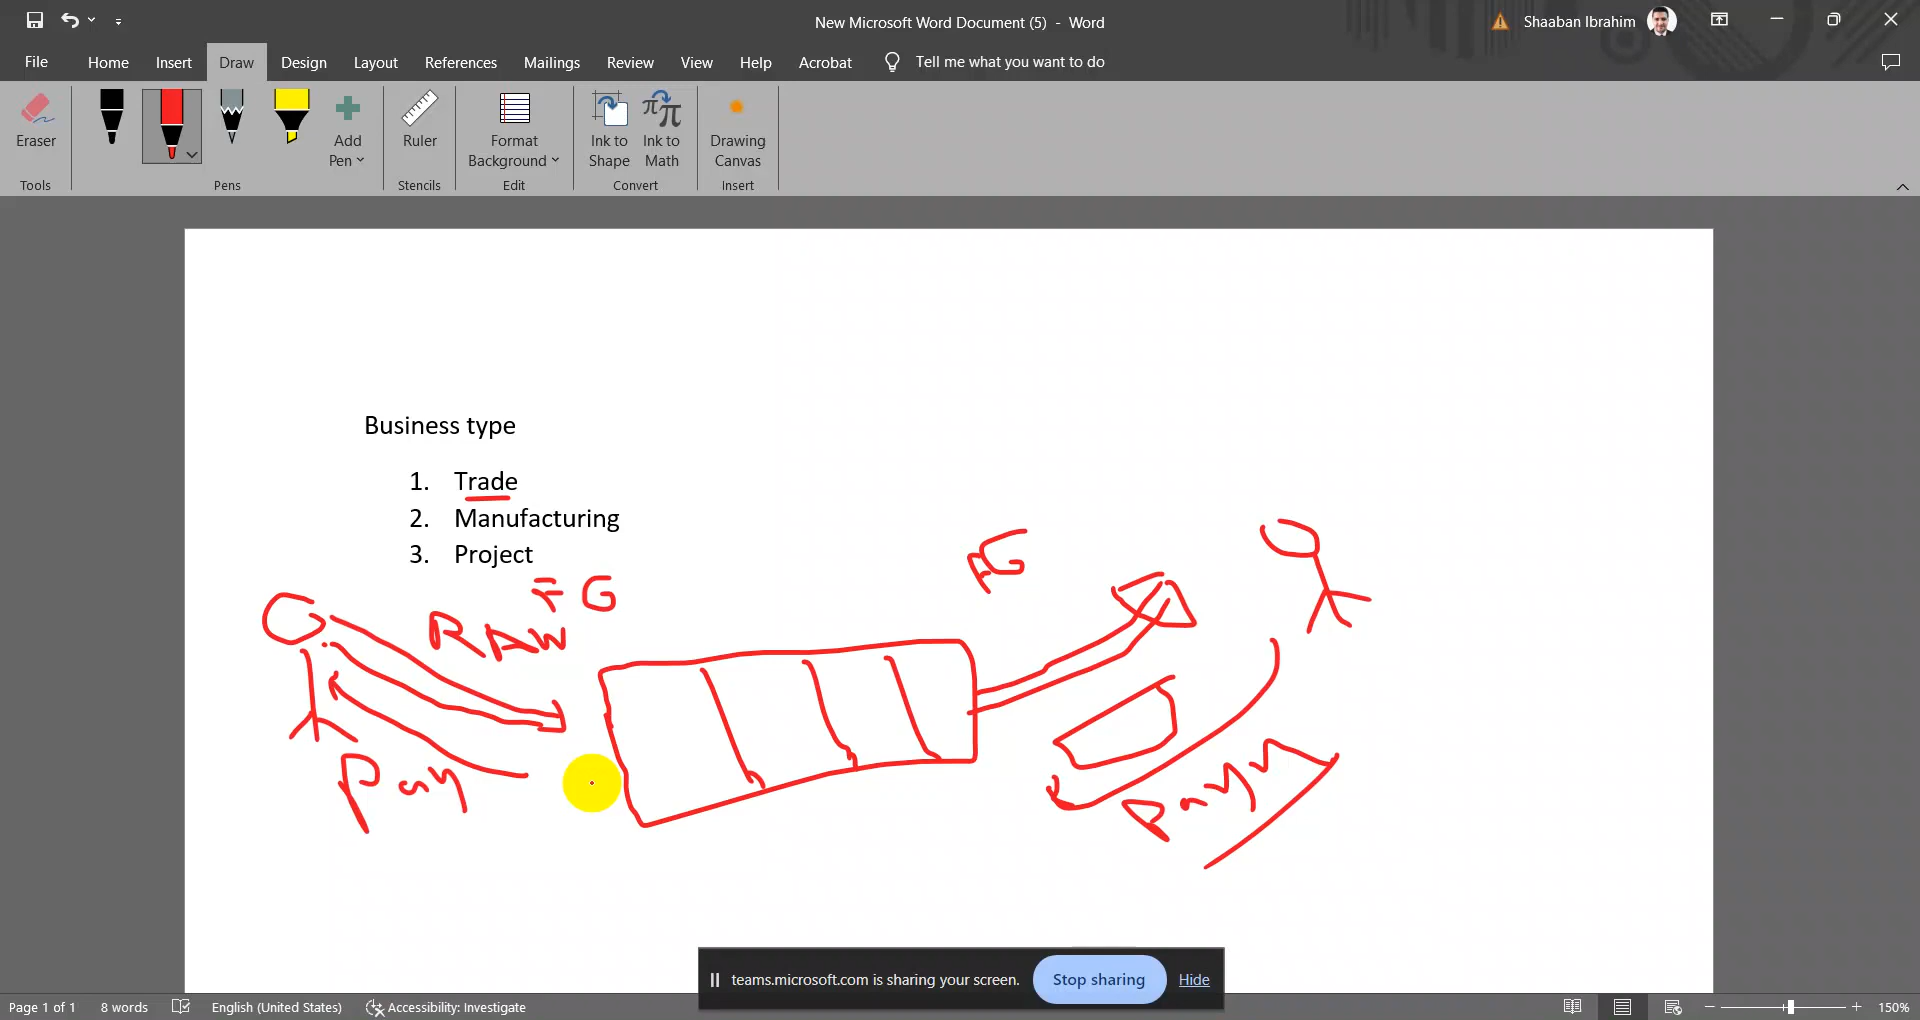 New Microsoft Word Document (5) - Word
Shaaban Ibrahim
File Home Insert Draw Design Layout References Mailings Review View Help Acrobat Tell me what you want to do
Eraser
Add Pen
Ruler
Format Background
Ink to Shape
Ink to Math
Drawing Canvas
Tools Pens Stencils Edit Convert Insert
Business type
1. Trade
2. Manufacturing
3. Project
FG
FG
RAW
Pay
teams.microsoft.com is sharing your screen. Stop sharing Hide
Page 1 of 1 8 words English (United States) Accessibility: Investigate 150%